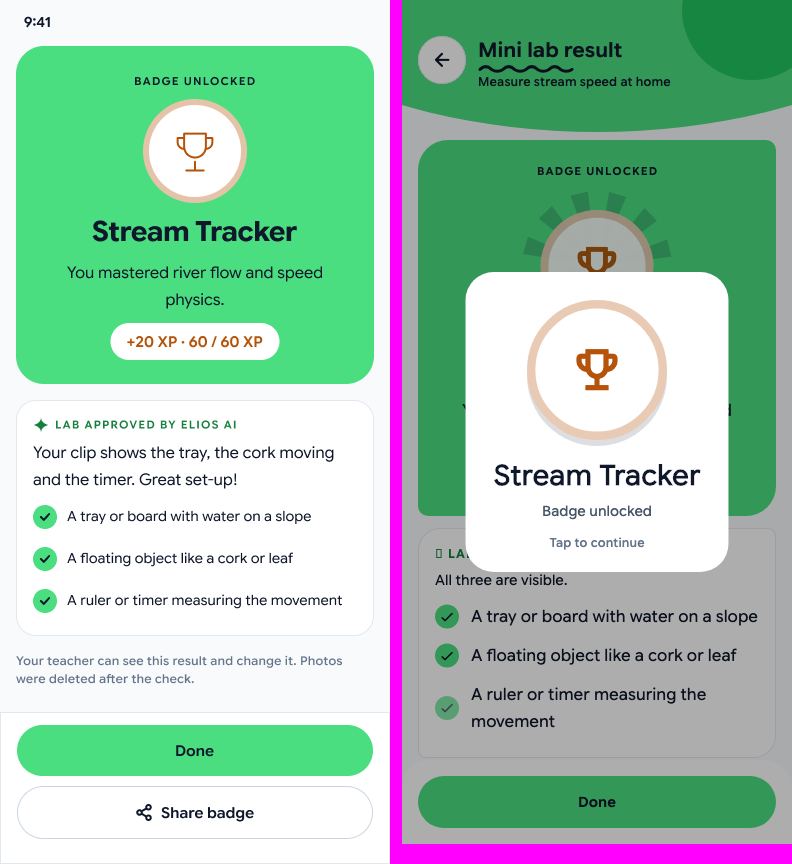 9:41
BADGE UNLOCKED
Stream Tracker
You mastered river flow and speed
physics.
+20 XP · 60 / 60 XP
LAB APPROVED BY ELIOS AI
Your clip shows the tray, the cork moving
and the timer. Great set-up!
A tray or board with water on a slope
A floating object like a cork or leaf
A ruler or timer measuring the movement
Your teacher can see this result and change it. Photos
were deleted after the check.
Done
Share badge
Mini lab result
Measure stream speed at home
BADGE UNLOCKED
Stream Tracker
Badge unlocked
Tap to continue
All three are visible.
A tray or board with water on a slope
A floating object like a cork or leaf
A ruler or timer measuring the
movement
Done